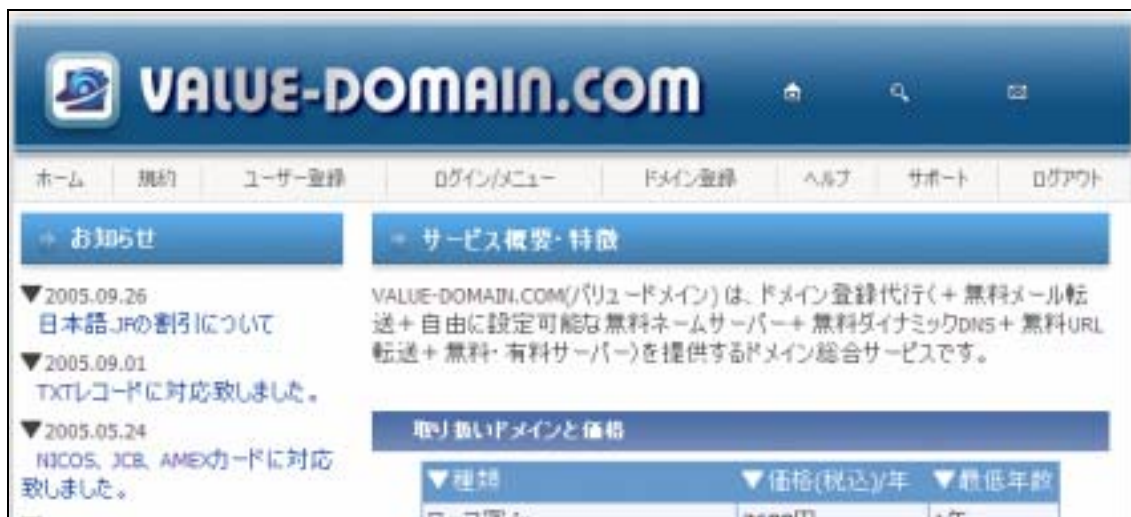 VALUE-DOMAIN.COM
ホーム 規約 ユーザー登録 ログイン/メニュー ドメイン登録 ヘルプ サポート ログアウト
お知らせ
▼2005.09.26
日本語.JPの割引について
▼2005.09.01
TXTレコードに対応致しました。
▼2005.05.24
NICOS、JCB、AMEXカードに対応
致しました。
サービス概要・特徴
VALUE-DOMAIN.COM(バリュードメイン) は、ドメイン登録代行(+ 無料メール転
送+ 自由に設定可能な無料ネームサーバー+ 無料ダイナミックDNS+ 無料URL
転送+ 無料・有料サーバー)を提供するドメイン総合サービスです。
取り扱いドメインと価格
▼種類 ▼価格(税込)/年 ▼最低年数